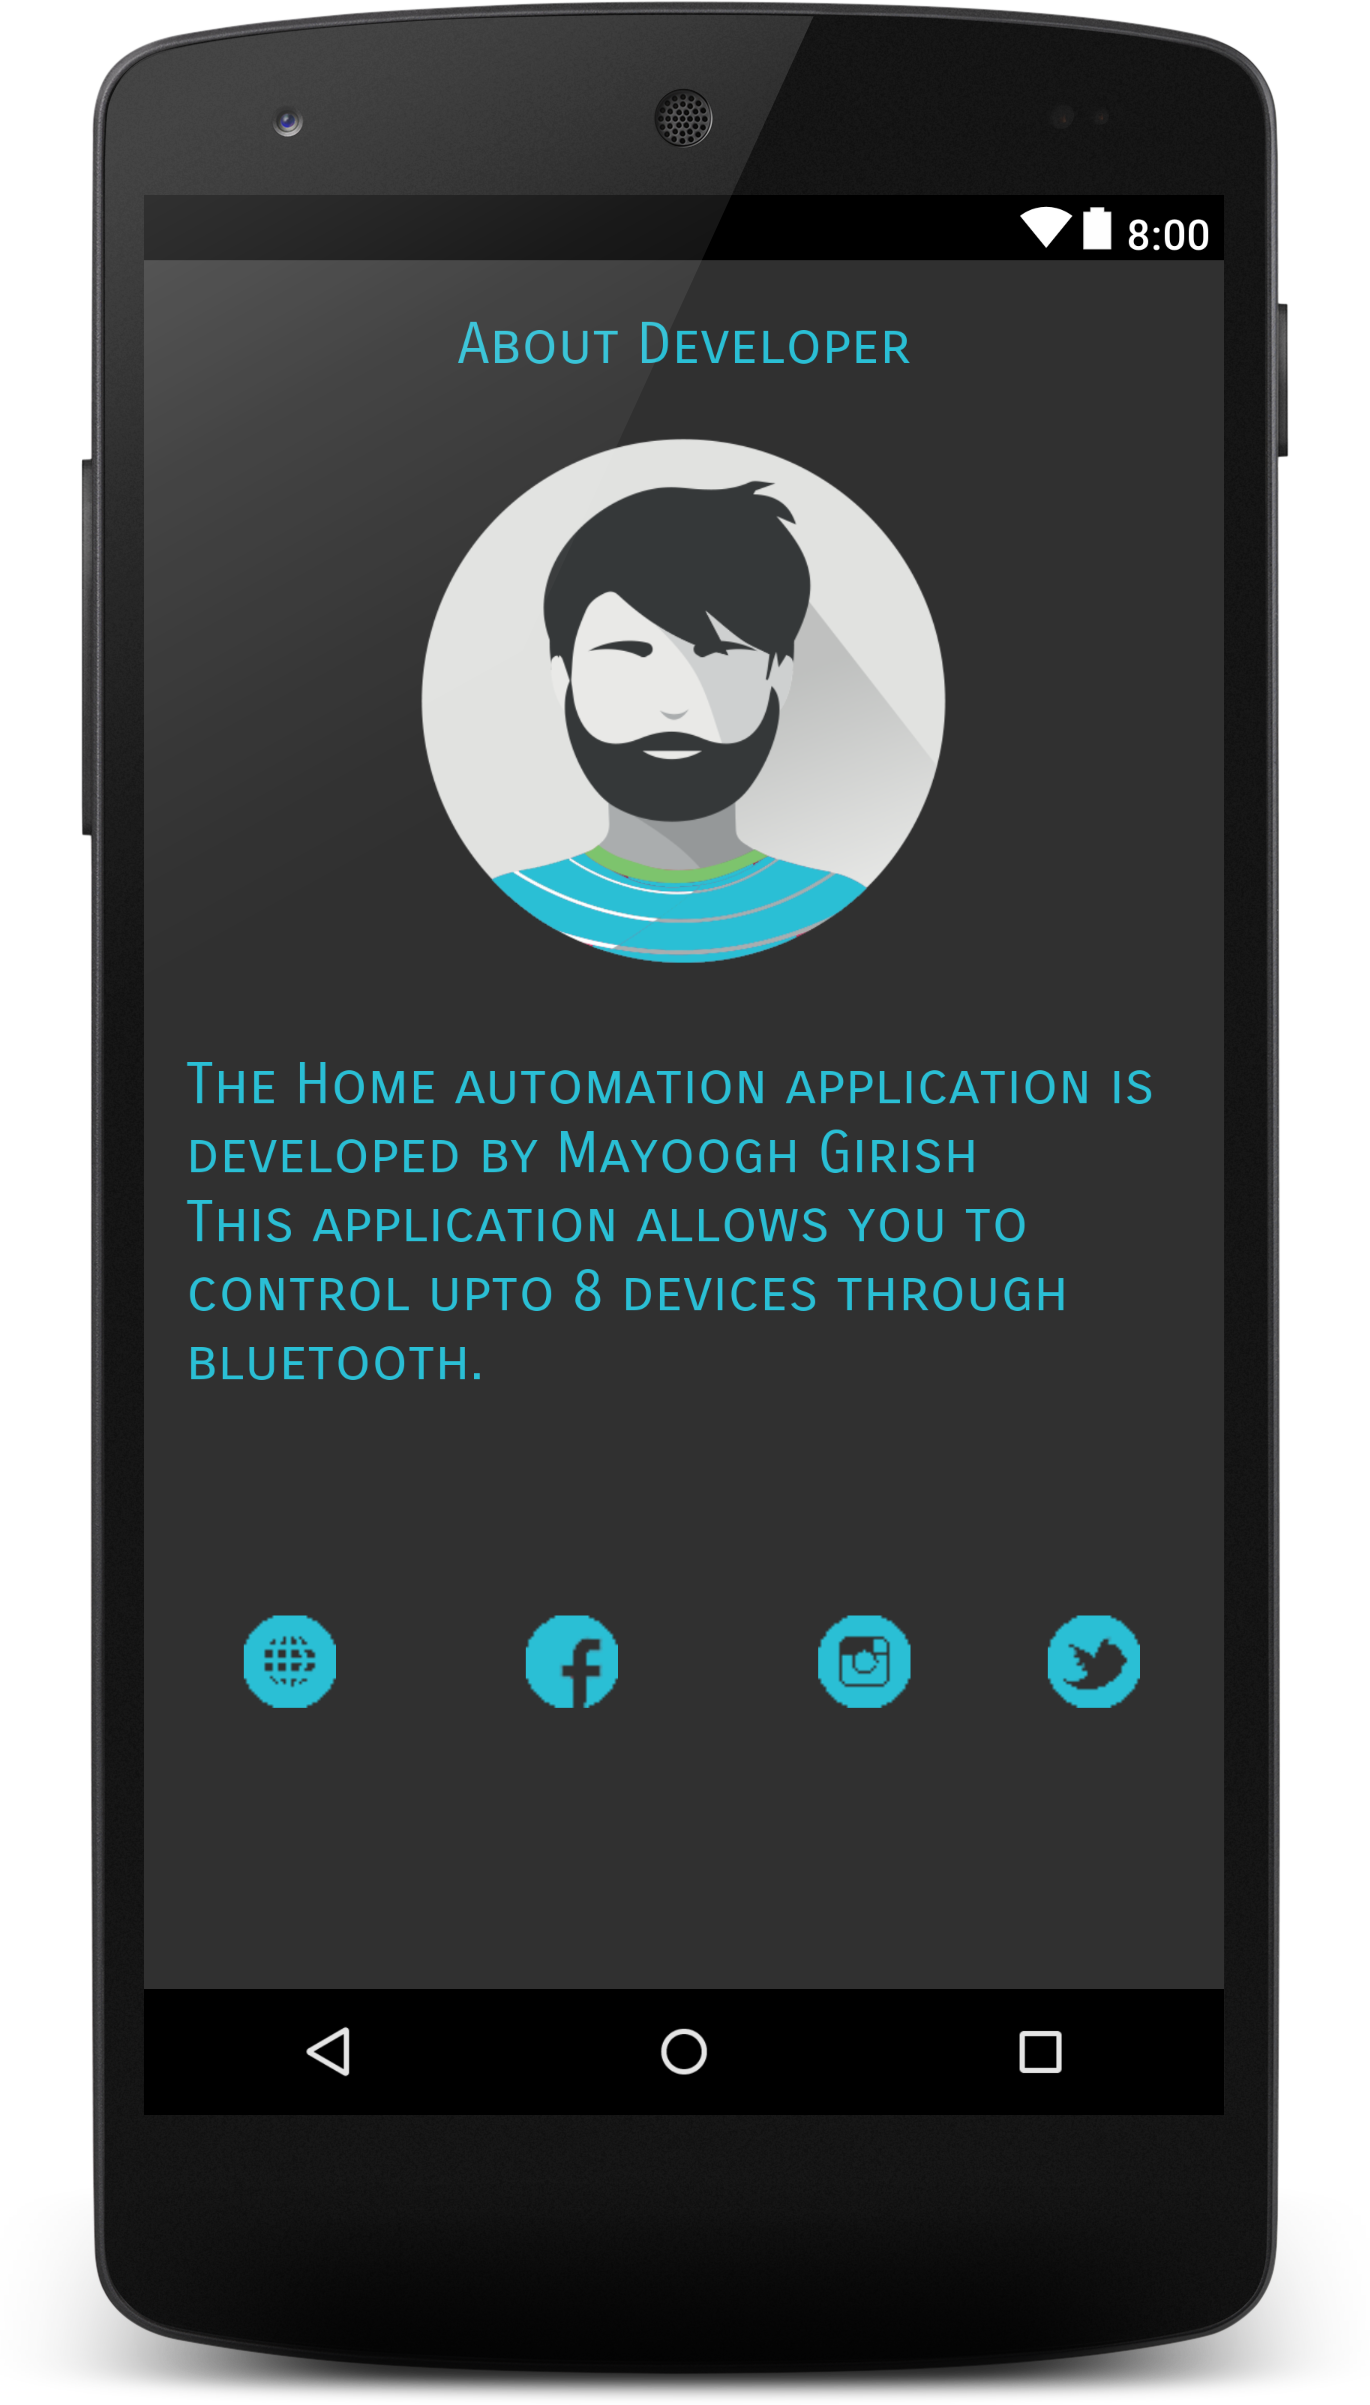 8:00
About Developer
The Home automation application is
developed by Mayoogh Girish
This application allows you to
control upto 8 devices through
bluetooth.